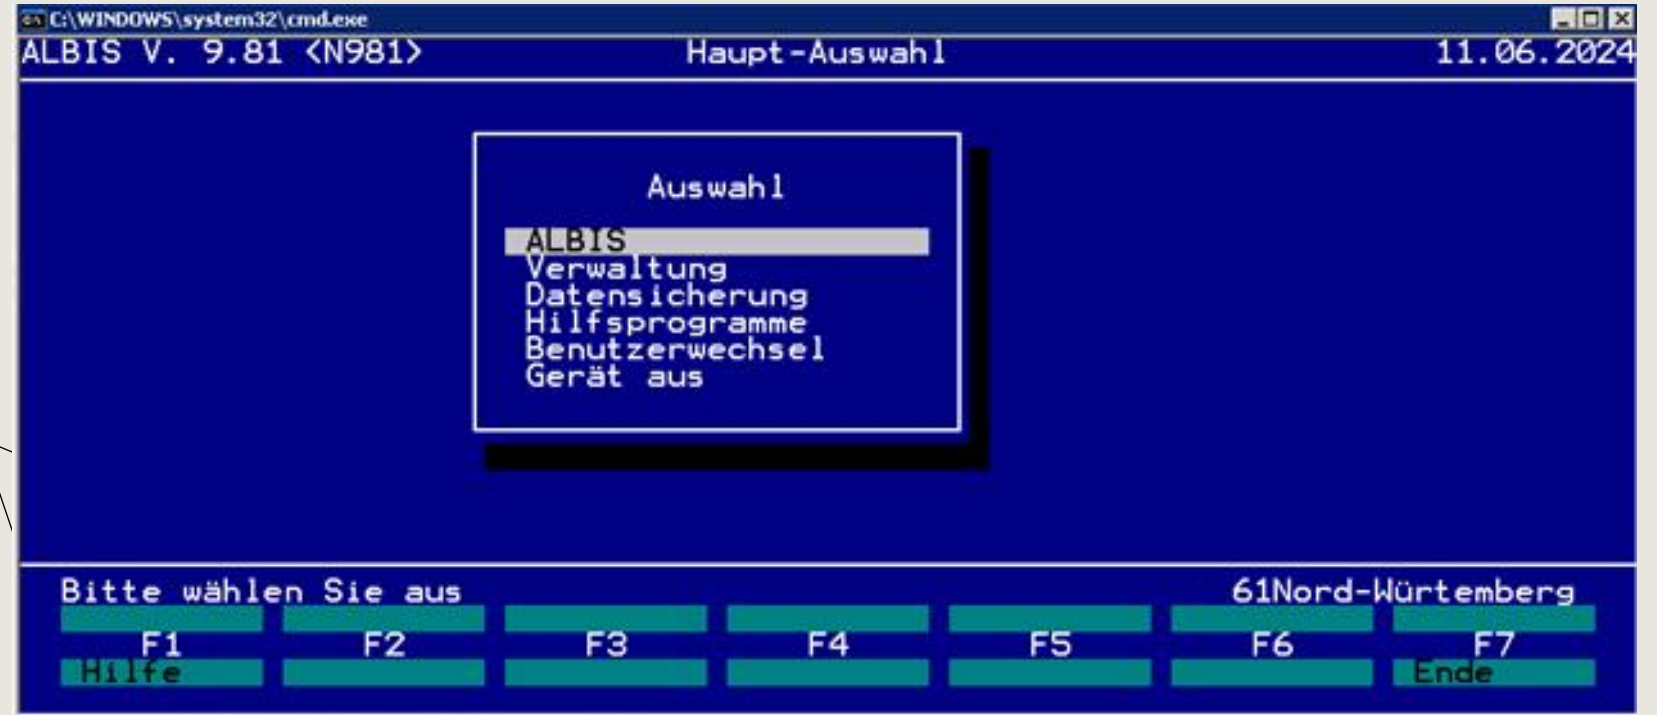 C:\WINDOWS\system32\cmd.exe
ALBIS V. 9.81 <N981> Haupt-Auswahl 11.06.2024
Auswahl
ALBIS
Verwaltung
Datensicherung
Hilfsprogramme
Benutzerwechsel
Gerät aus
Bitte wählen Sie aus 61Nord-Würtemberg
F1 F2 F3 F4 F5 F6 F7
Hilfe Ende